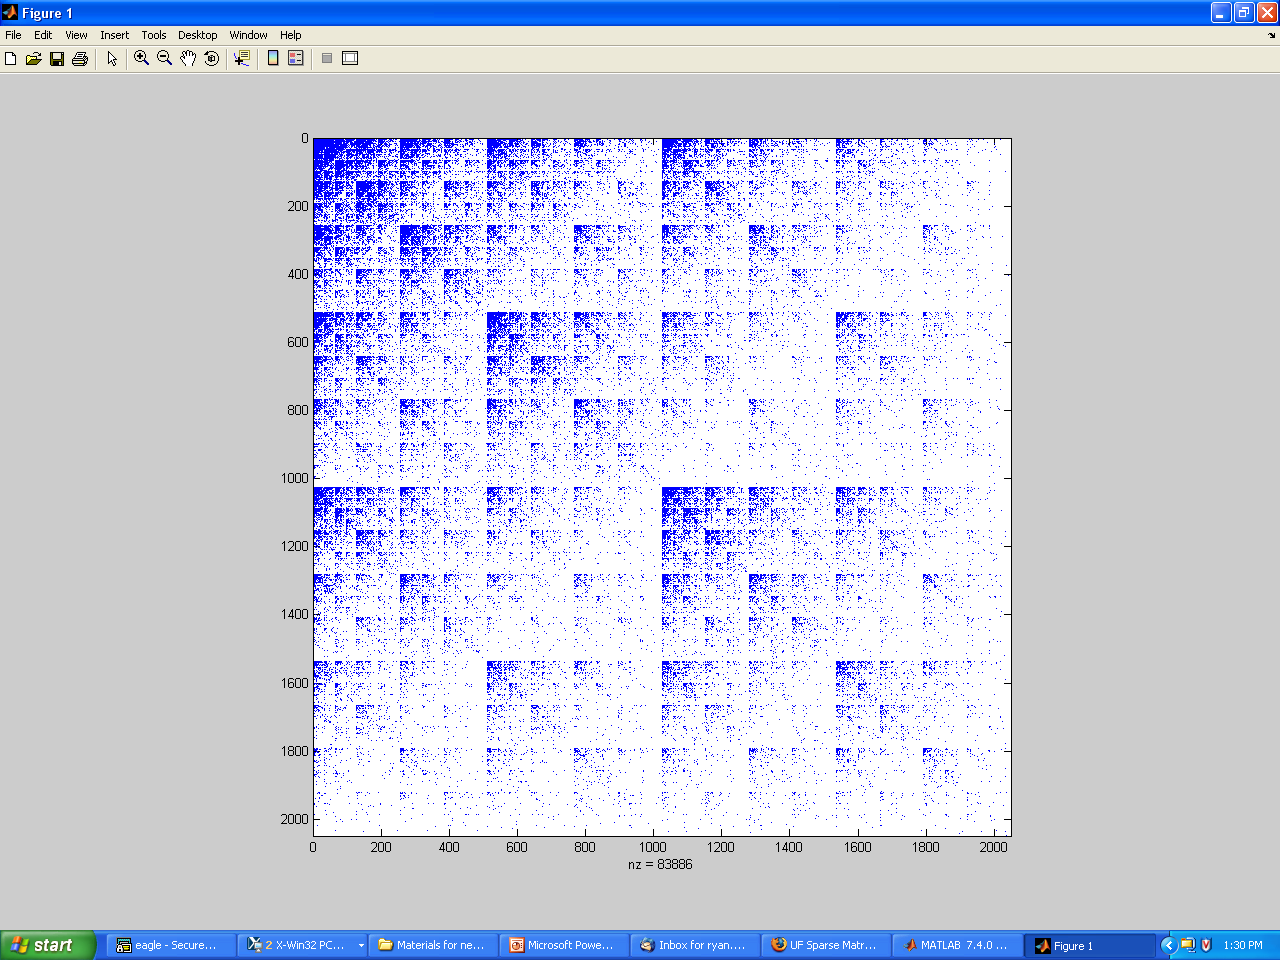 Figure 1
File Edit View Insert Tools Desktop Window Help
0
200
400
600
800
1000
1200
1400
1600
1800
2000
0 200 400 600 800 1000 1200 1400 1600 1800 2000
nz = 83886
start eagle - Secure... 2 X-Win32 PC... Materials for ne... Microsoft Powe... Inbox for ryan.... UF Sparse Matr... MATLAB 7.4.0 ... Figure 1 1:30 PM